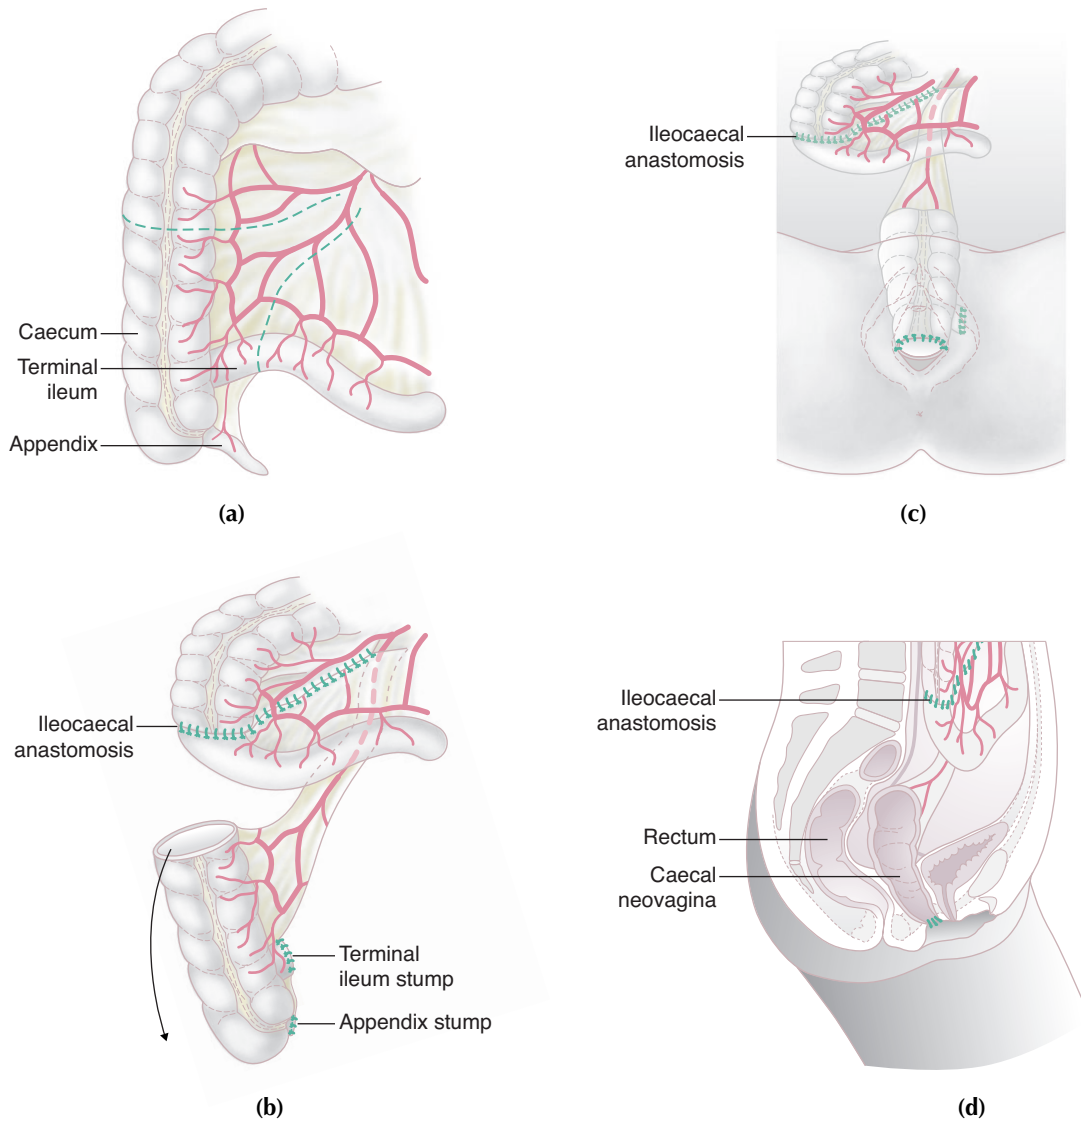 Caecum
Terminal
ileum
Appendix
(a)
Ileocaecal
anastomosis
(c)
Ileocaecal
anastomosis
Terminal
ileum stump
Appendix stump
(b)
Ileocaecal
anastomosis
Rectum
Caecal
neovagina
(d)